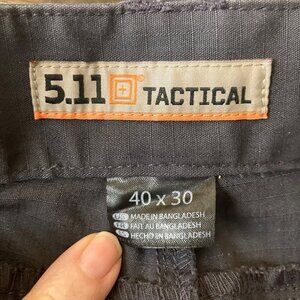 5.11 TACTICAL
40 x 30
MADE IN BANGLADESH
FAIT AU BANGLADESH
HECHO EN BANGLADESH